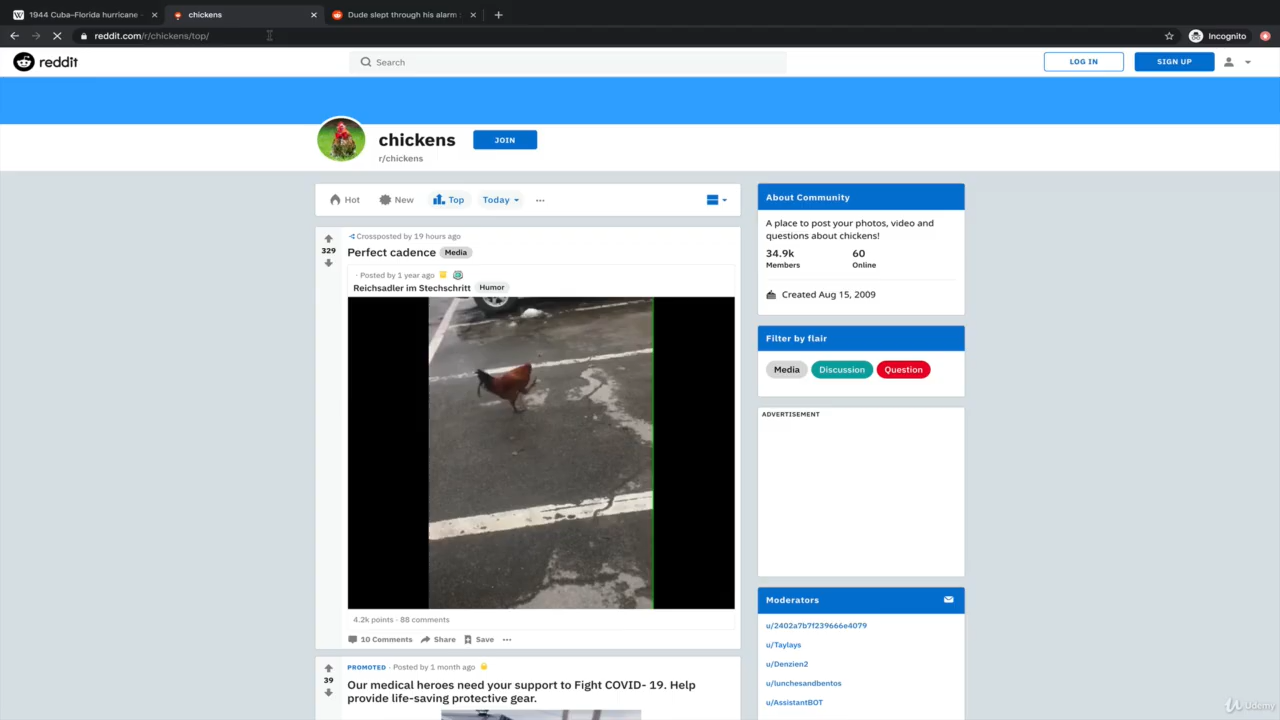 1944 Cuba–Florida hurricane
chickens
Dude slept through his alarm
reddit.com/r/chickens/top/
Incognito
reddit
Search
LOG IN
SIGN UP
chickens
JOIN
r/chickens
Hot
New
Top
Today
Crossposted by 19 hours ago
329
Perfect cadence
Media
· Posted by 1 year ago
Reichsadler im Stechschritt
Humor
4.2k points · 88 comments
10 Comments
Share
Save
PROMOTED · Posted by 1 month ago
39
Our medical heroes need your support to Fight COVID- 19. Help
provide life-saving protective gear.
About Community
A place to post your photos, video and
questions about chickens!
34.9k
60
Members
Online
Created Aug 15, 2009
Filter by flair
Media
Discussion
Question
ADVERTISEMENT
Moderators
u/2402a7b7f239666e4079
u/Taylays
u/Denzien2
u/lunchesandbentos
u/AssistantBOT
Udemy